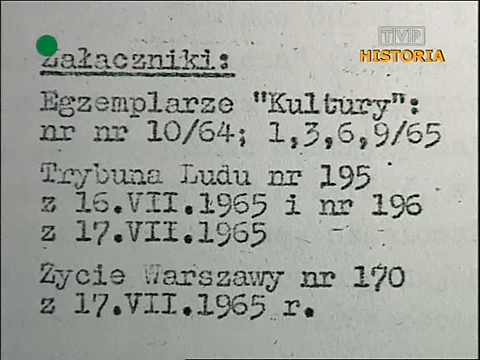 TVP
HISTORIA
Załaczniki:
Egzemplarze "Kultury":
nr nr 10/64; 1,3,6,9/65
Trybuna Ludu nr 195
z 16.VII.1965 i nr 196
z 17.VII.1965
Życie Warszawy nr 170
z 17.VII.1965 r.